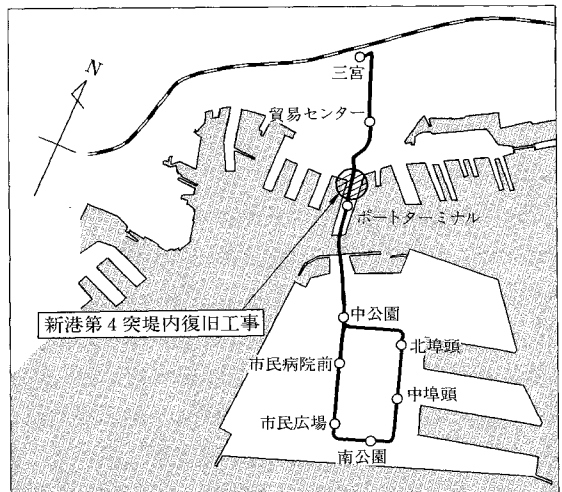 N
三宮
貿易センター
ポートターミナル
新港第4突堤内復旧工事
中公園
北埠頭
市民病院前
中埠頭
市民広場
南公園